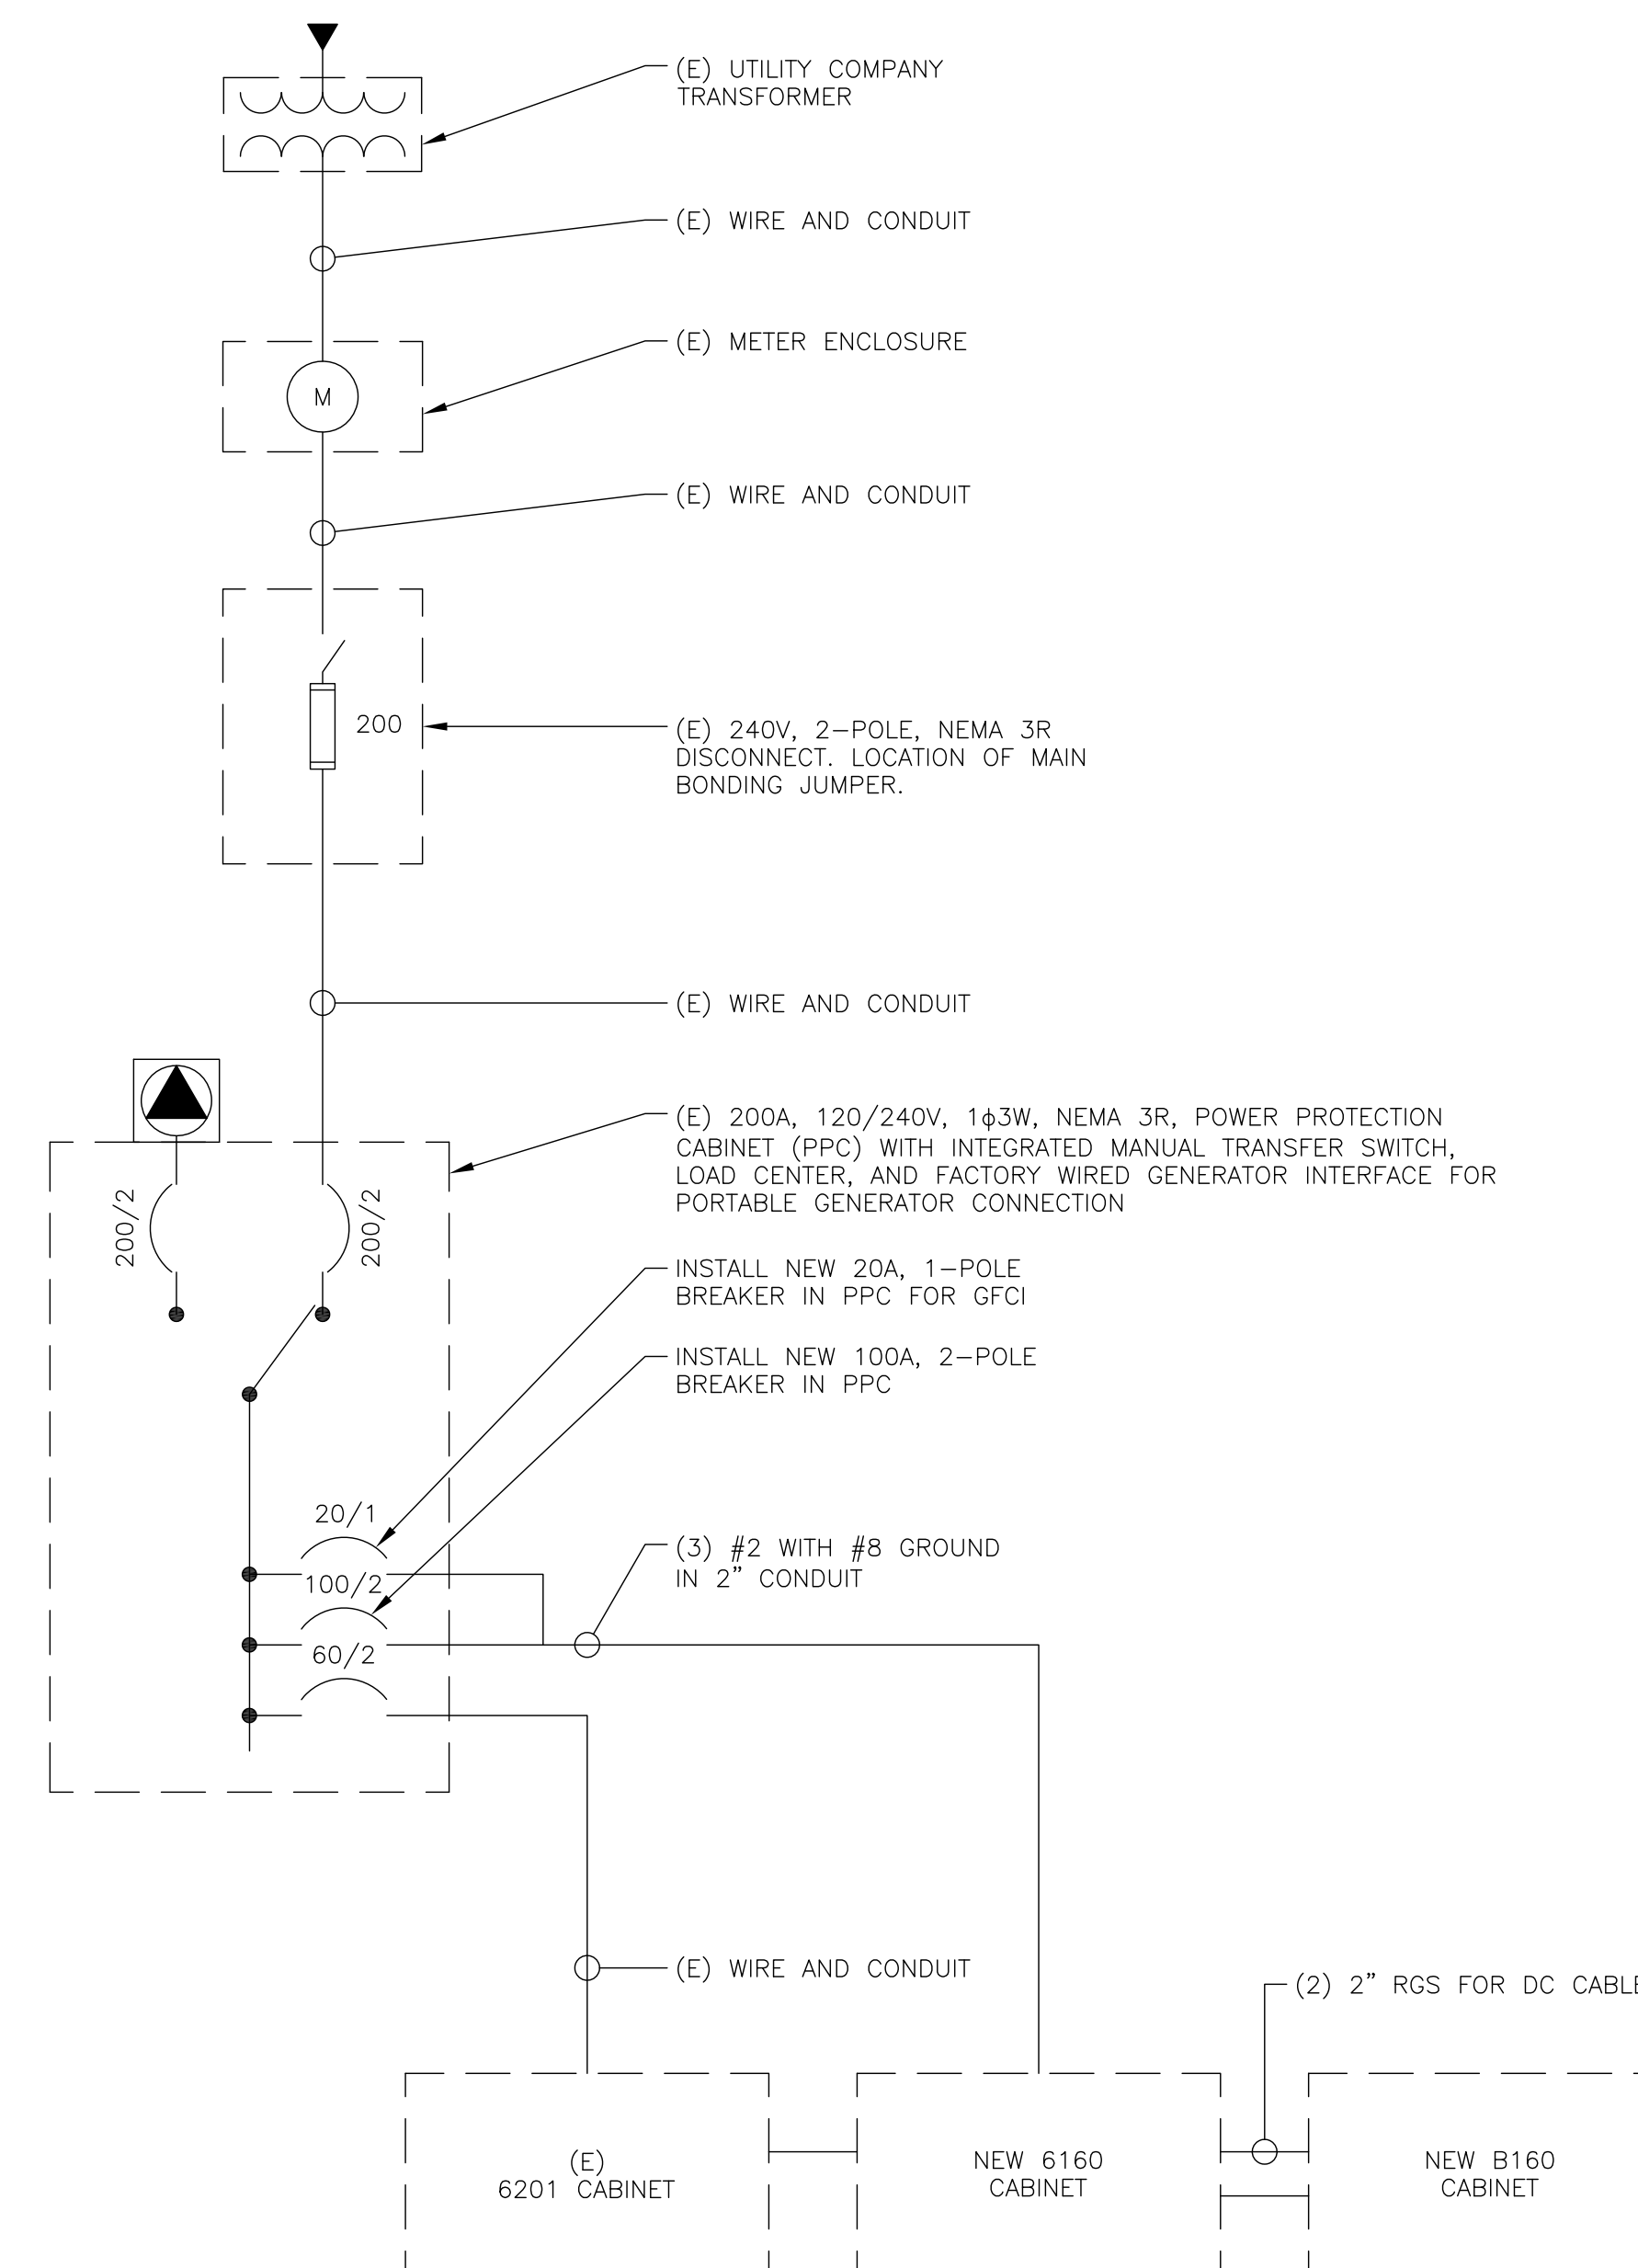 (E) UTILITY COMPANY
TRANSFORMER
(E) WIRE AND CONDUIT
(E) METER ENCLOSURE
M
(E) WIRE AND CONDUIT
200
(E) 240V, 2-POLE, NEMA 3R
DISCONNECT. LOCATION OF MAIN
BONDING JUMPER.
(E) WIRE AND CONDUIT
(E) 200A, 120/240V, 1ϕ3W, NEMA 3R, POWER PROTECTION
CABINET (PPC) WITH INTEGRATED MANUAL TRANSFER SWITCH,
LOAD CENTER, AND FACTORY WIRED GENERATOR INTERFACE FOR
PORTABLE GENERATOR CONNECTION
200/2
200/2
INSTALL NEW 20A, 1-POLE
BREAKER IN PPC FOR GFCI
INSTALL NEW 100A, 2-POLE
BREAKER IN PPC
20/1
100/2
60/2
(3) #2 WITH #8 GROUND
IN 2" CONDUIT
(E) WIRE AND CONDUIT
(2) 2" RGS FOR DC CABLE
(E)
6201 CABINET
NEW 6160
CABINET
NEW B160
CABINET